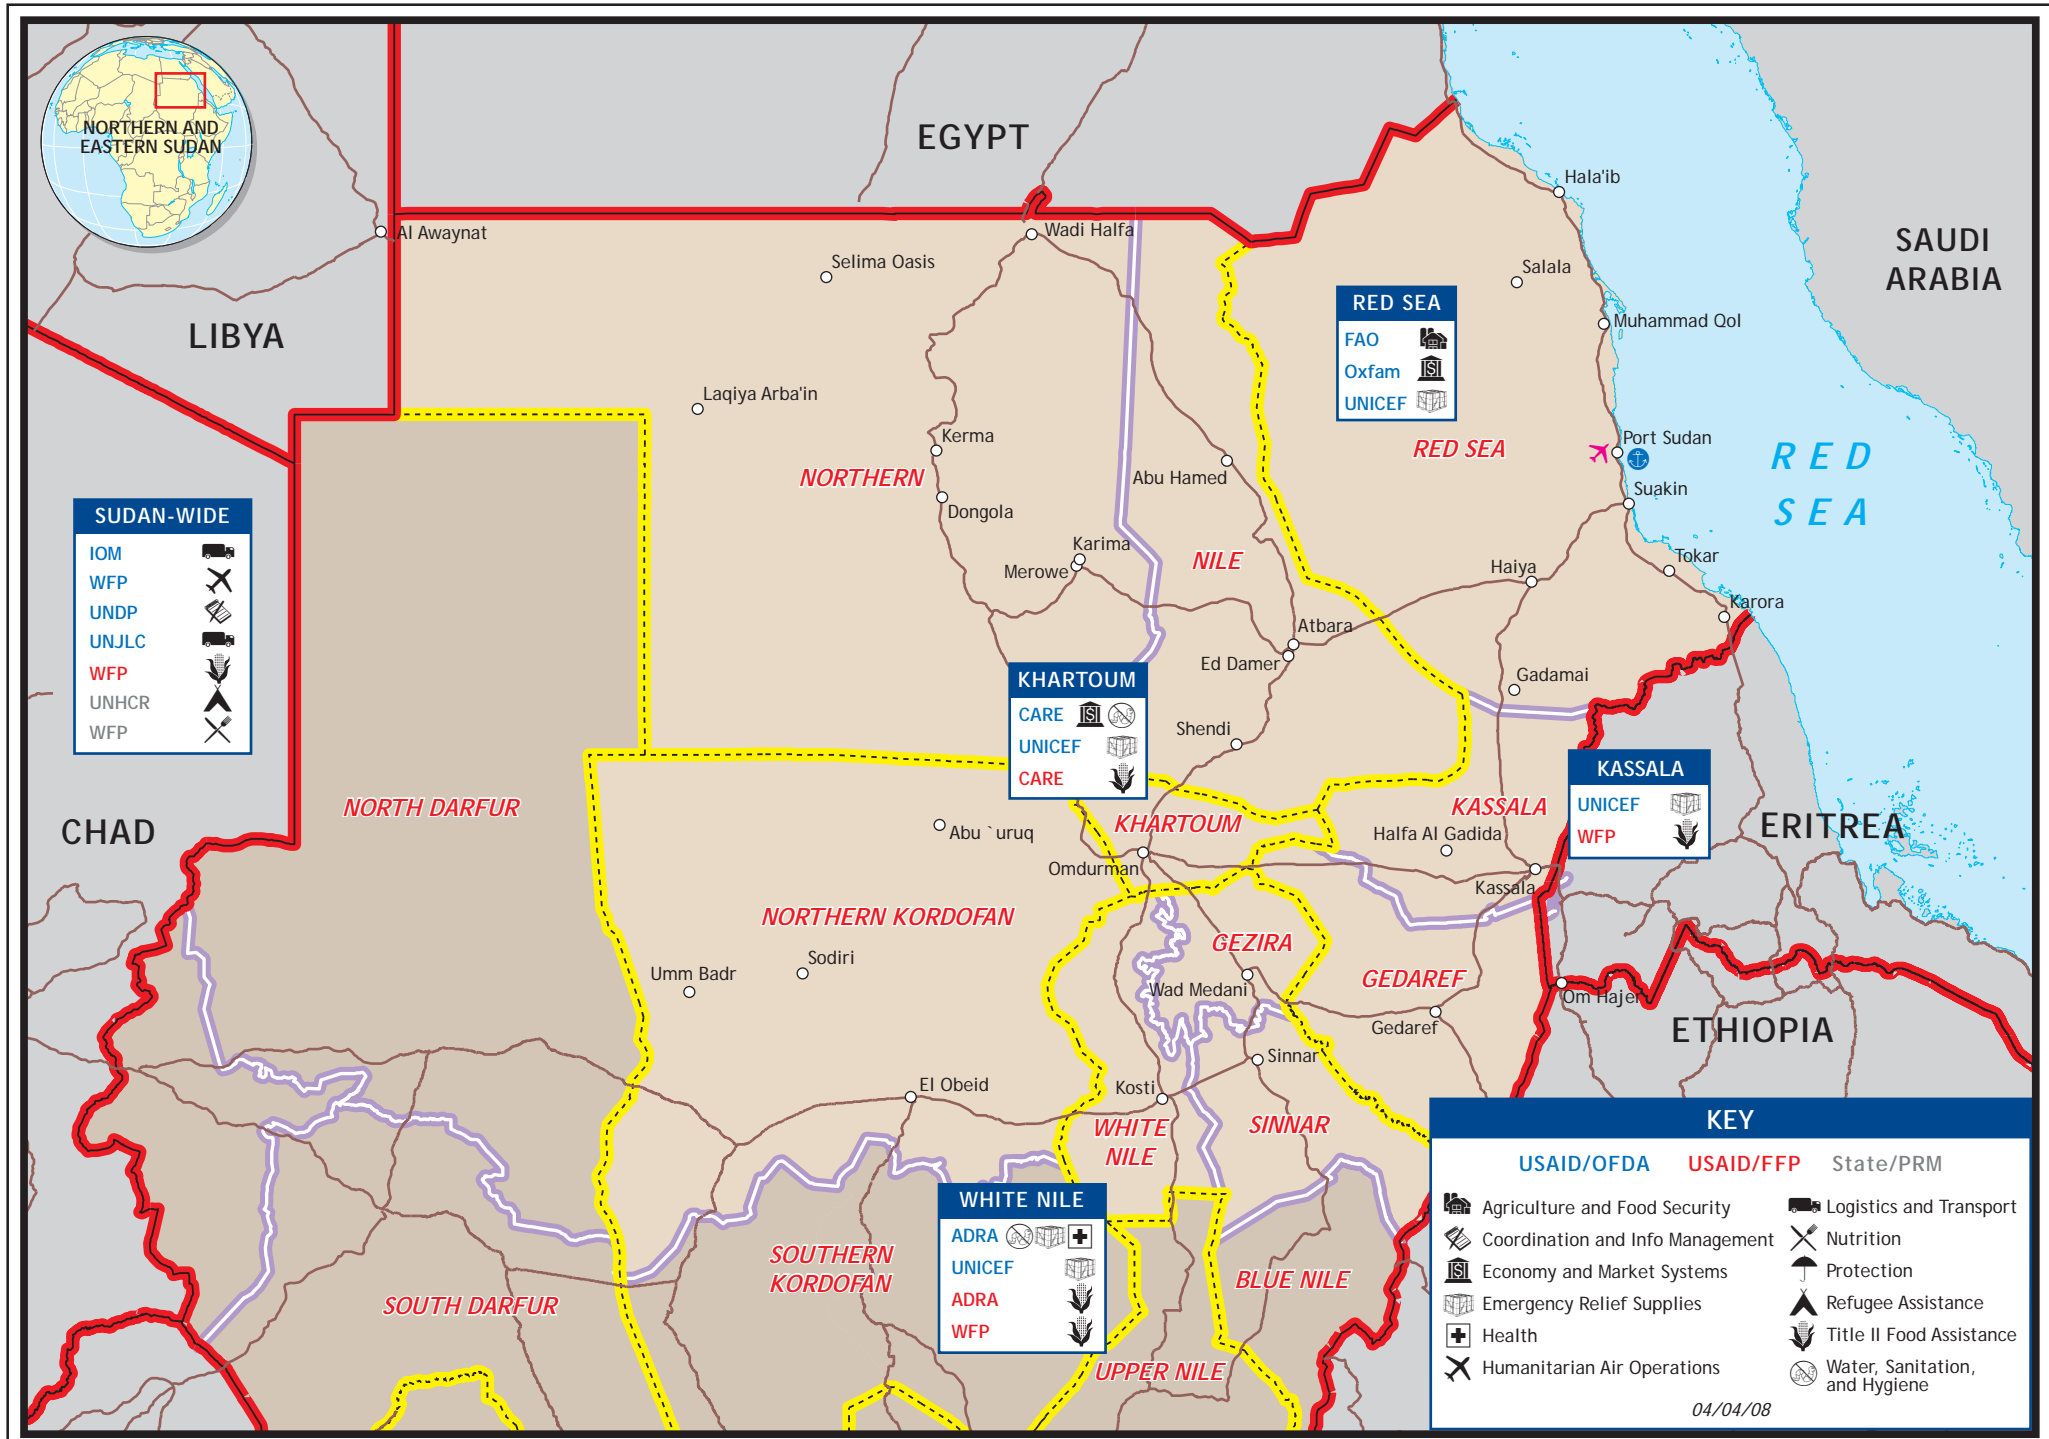 NORTHERN AND
EASTERN SUDAN
EGYPT
LIBYA
SAUDI
ARABIA
CHAD
ERITREA
ETHIOPIA
RED
SEA
Al Awaynat
Wadi Halfa
Selima Oasis
Laqiya Arba'in
Kerma
Dongola
Karima
Merowe
Abu Hamed
Atbara
Ed Damer
Shendi
Hala'ib
Salala
Muhammad Qol
Port Sudan
Suakin
Tokar
Haiya
Karora
Gadamai
Halfa Al Gadida
Kassala
Omdurman
Abu `uruq
Umm Badr
Sodiri
El Obeid
Kosti
Wad Medani
Sinnar
Gedaref
Om Hajer
NORTHERN
NILE
RED SEA
NORTH DARFUR
KHARTOUM
KASSALA
NORTHERN KORDOFAN
GEZIRA
GEDAREF
WHITE
NILE
SINNAR
SOUTHERN
KORDOFAN
SOUTH DARFUR
BLUE NILE
UPPER NILE
SUDAN-WIDE
IOM
WFP
UNDP
UNJLC
WFP
UNHCR
WFP
RED SEA
FAO
Oxfam
UNICEF
KHARTOUM
CARE
UNICEF
CARE
KASSALA
UNICEF
WFP
WHITE NILE
ADRA
UNICEF
ADRA
WFP
KEY
USAID/OFDA USAID/FFP State/PRM
Agriculture and Food Security
Coordination and Info Management
Economy and Market Systems
Emergency Relief Supplies
Health
Humanitarian Air Operations
Logistics and Transport
Nutrition
Protection
Refugee Assistance
Title II Food Assistance
Water, Sanitation,
and Hygiene
04/04/08